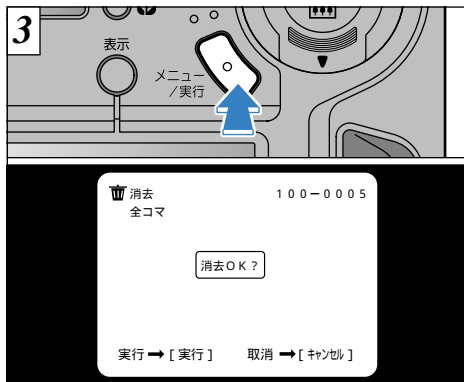 3
表示
メニュー
／実行
消去 100－0005
全コマ
消去OK？
実行 ➡ [実行] 取消 ➡ [ｷｬﾝｾﾙ]